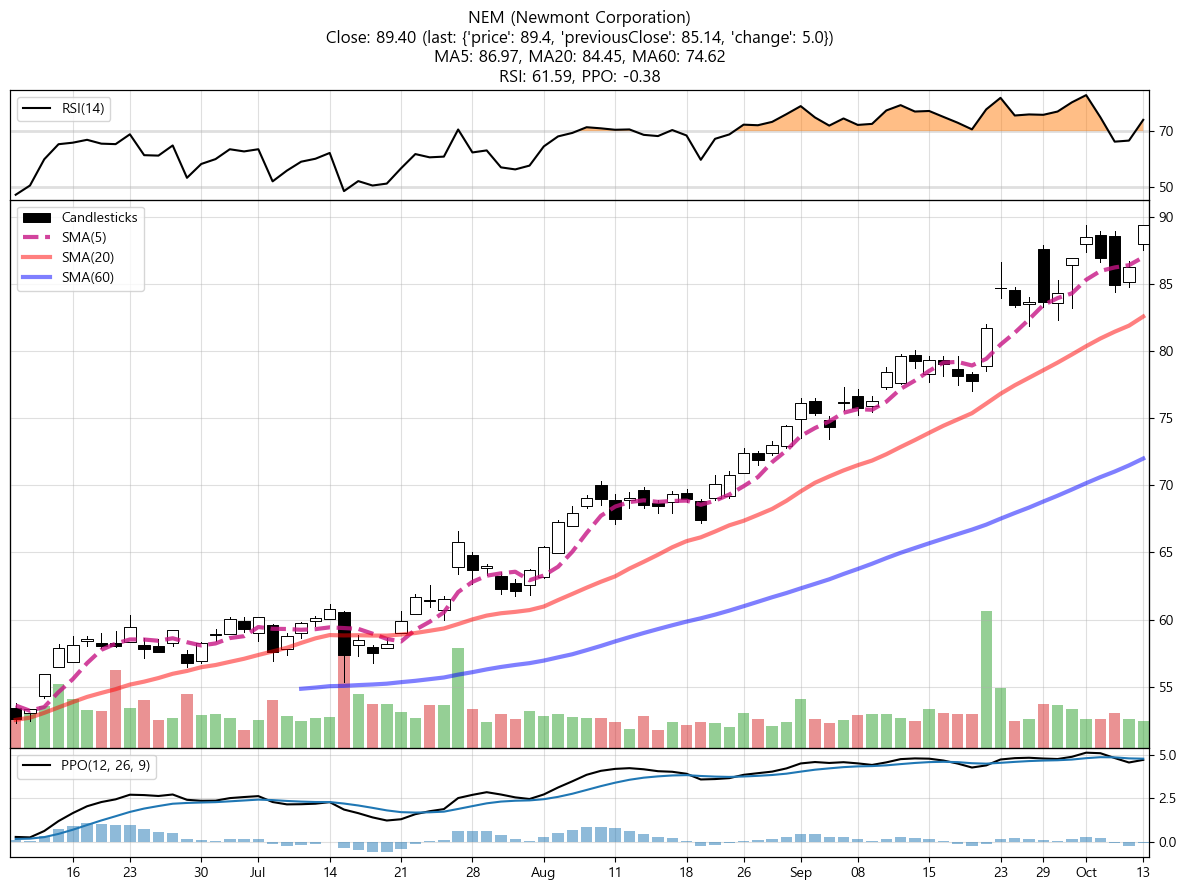 NEM (Newmont Corporation)
Close: 89.40 (last: {'price': 89.4, 'previousClose': 85.14, 'change': 5.0})
MA5: 86.97, MA20: 84.45, MA60: 74.62
RSI: 61.59, PPO: -0.38
RSI(14)
70
50
Candlesticks
SMA(5)
SMA(20)
SMA(60)
90
85
80
75
70
65
60
55
PPO(12, 26, 9)
5.0
2.5
0.0
16 23 30 Jul 14 21 28 Aug 11 18 26 Sep 08 15 23 29 Oct 13